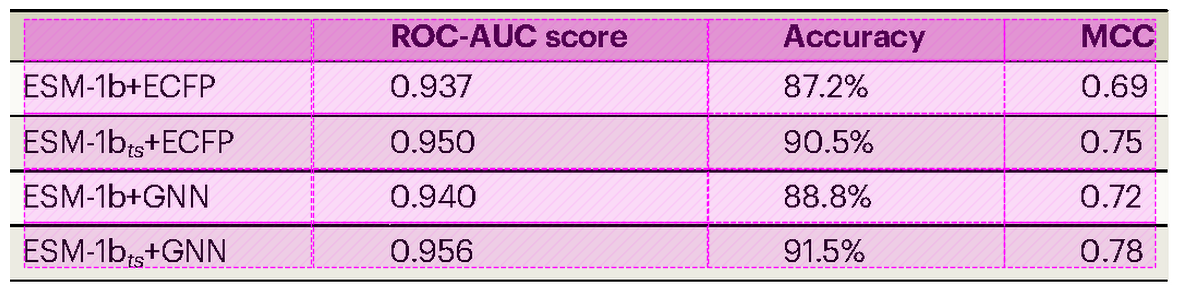 ROC-AUC score Accuracy MCC
ESM-1b+ECFP 0.937 87.2% 0.69
ESM-1bts+ECFP 0.950 90.5% 0.75
ESM-1b+GNN 0.940 88.8% 0.72
ESM-1bts+GNN 0.956 91.5% 0.78